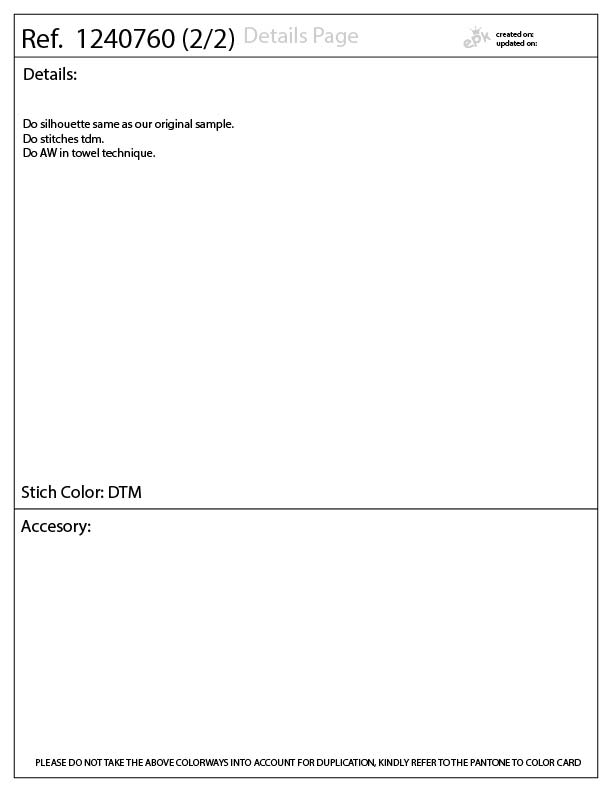 Ref. 1240760 (2/2) Details Page
epk
created on:
updated on:
Details:
Do silhouette same as our original sample.
Do stitches tdm.
Do AW in towel technique.
Stich Color: DTM
Accesory:
PLEASE DO NOT TAKE THE ABOVE COLORWAYS INTO ACCOUNT FOR DUPLICATION, KINDLY REFER TO THE PANTONE TO COLOR CARD